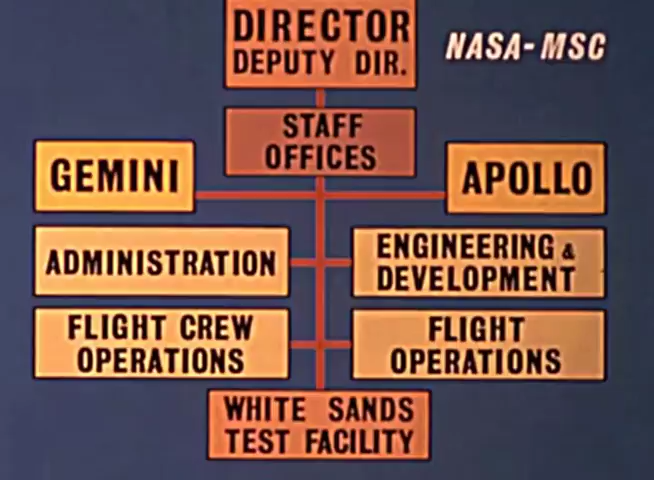 DIRECTOR
DEPUTY DIR.
NASA-MSC
STAFF
OFFICES
GEMINI
APOLLO
ADMINISTRATION
ENGINEERING &
DEVELOPMENT
FLIGHT CREW
OPERATIONS
FLIGHT
OPERATIONS
WHITE SANDS
TEST FACILITY